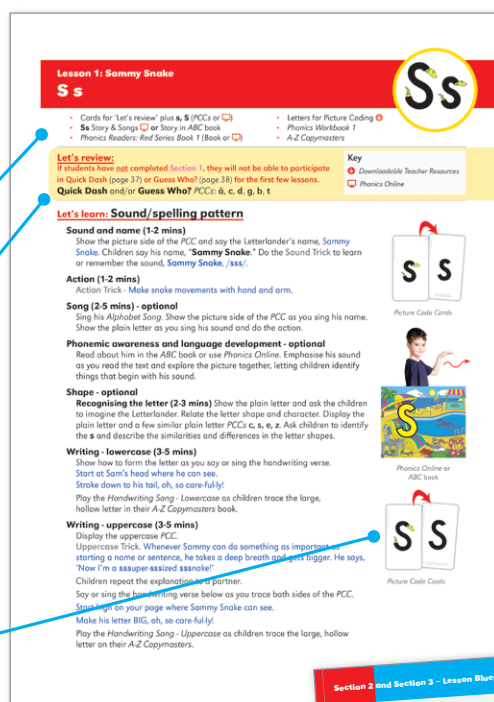 Lesson 1: Sammy Snake
S s
Ss
• Cards for 'Let's review' plus s, S (PCCs or )
• Ss Story & Songs or Story in ABC book
• Phonics Readers: Red Series Book 1 (Book or )
• Letters for Picture Coding
• Phonics Workbook 1
• A-Z Copymasters
Let's review:
If students have not completed Section 1, they will not be able to participate
in Quick Dash (page 37) or Guess Who? (page 38) for the first few lessons.
Quick Dash and/or Guess Who? PCCs: ă, c, d, g, b, t
Key
Downloadable Teacher Resources
Phonics Online
Let's learn: Sound/spelling pattern
Sound and name (1-2 mins)
Show the picture side of the PCC and say the Letterlander's name, Sammy
Snake. Children say his name, "Sammy Snake." Do the Sound Trick to learn
or remember the sound, Sammy Snake, /sss/.
Action (1-2 mins)
Action Trick - Make snake movements with hand and arm.
Song (2-5 mins) - optional
Sing his Alphabet Song. Show the picture side of the PCC as you sing his name.
Show the plain letter as you sing his sound and do the action.
Phonemic awareness and language development - optional
Read about him in the ABC book or use Phonics Online. Emphasise his sound
as you read the text and explore the picture together, letting children identify
things that begin with his sound.
Shape - optional
Recognising the letter (2-3 mins) Show the plain letter and ask the children
to imagine the Letterlander. Relate the letter shape and character. Display the
plain letter and a few similar plain letter PCCs c, s, e, z. Ask children to identify
the s and describe the similarities and differences in the letter shapes.
Writing - lowercase (3-5 mins)
Show how to form the letter as you say or sing the handwriting verse.
Start at Sam's head where he can see.
Stroke down to his tail, oh, so care-ful-ly!
Play the Handwriting Song - Lowercase as children trace the large,
hollow letter in their A-Z Copymasters book.
Writing - uppercase (3-5 mins)
Display the uppercase PCC.
Uppercase Trick. Whenever Sammy can do something as important as
starting a name or sentence, he takes a deep breath and gets bigger. He says,
'Now I'm a sssuper-sssized sssnake!'
Children repeat the explanation to a partner.
Say or sing the handwriting verse below as you trace both sides of the PCC.
Start high on your page where Sammy Snake can see.
Make his letter BIG, oh, so care-ful-ly!
Play the Handwriting Song - Uppercase as children trace the large, hollow
letter on their A-Z Copymasters.
s s
Picture Code Cards
S
Phonics Online or
ABC book
S S
Picture Code Cards
Section 2 and Section 3 – Lesson Blue